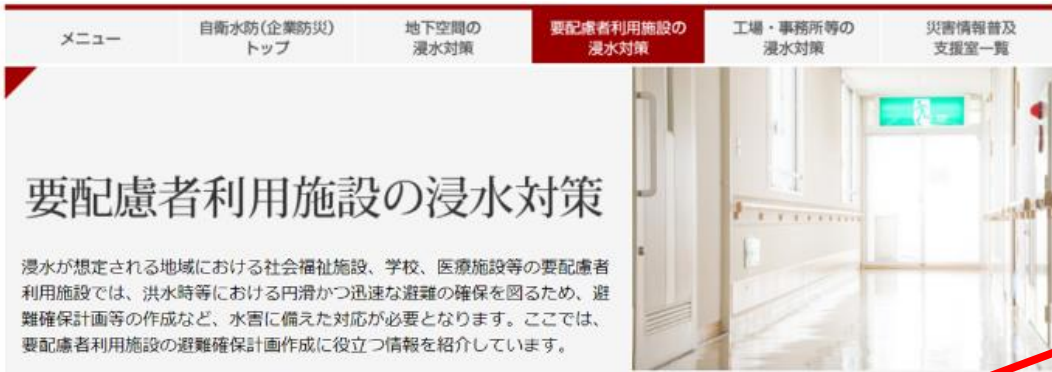 メニュー
自衛水防(企業防災)
トップ
地下空間の
浸水対策
要配慮者利用施設の
浸水対策
工場・事務所等の
浸水対策
災害情報普及
支援室一覧
要配慮者利用施設の浸水対策
浸水が想定される地域における社会福祉施設、学校、医療施設等の要配慮者
利用施設では、洪水時等における円滑かつ迅速な避難の確保を図るため、避
難確保計画等の作成など、水害に備えた対応が必要となります。ここでは、
要配慮者利用施設の避難確保計画作成に役立つ情報を紹介しています。